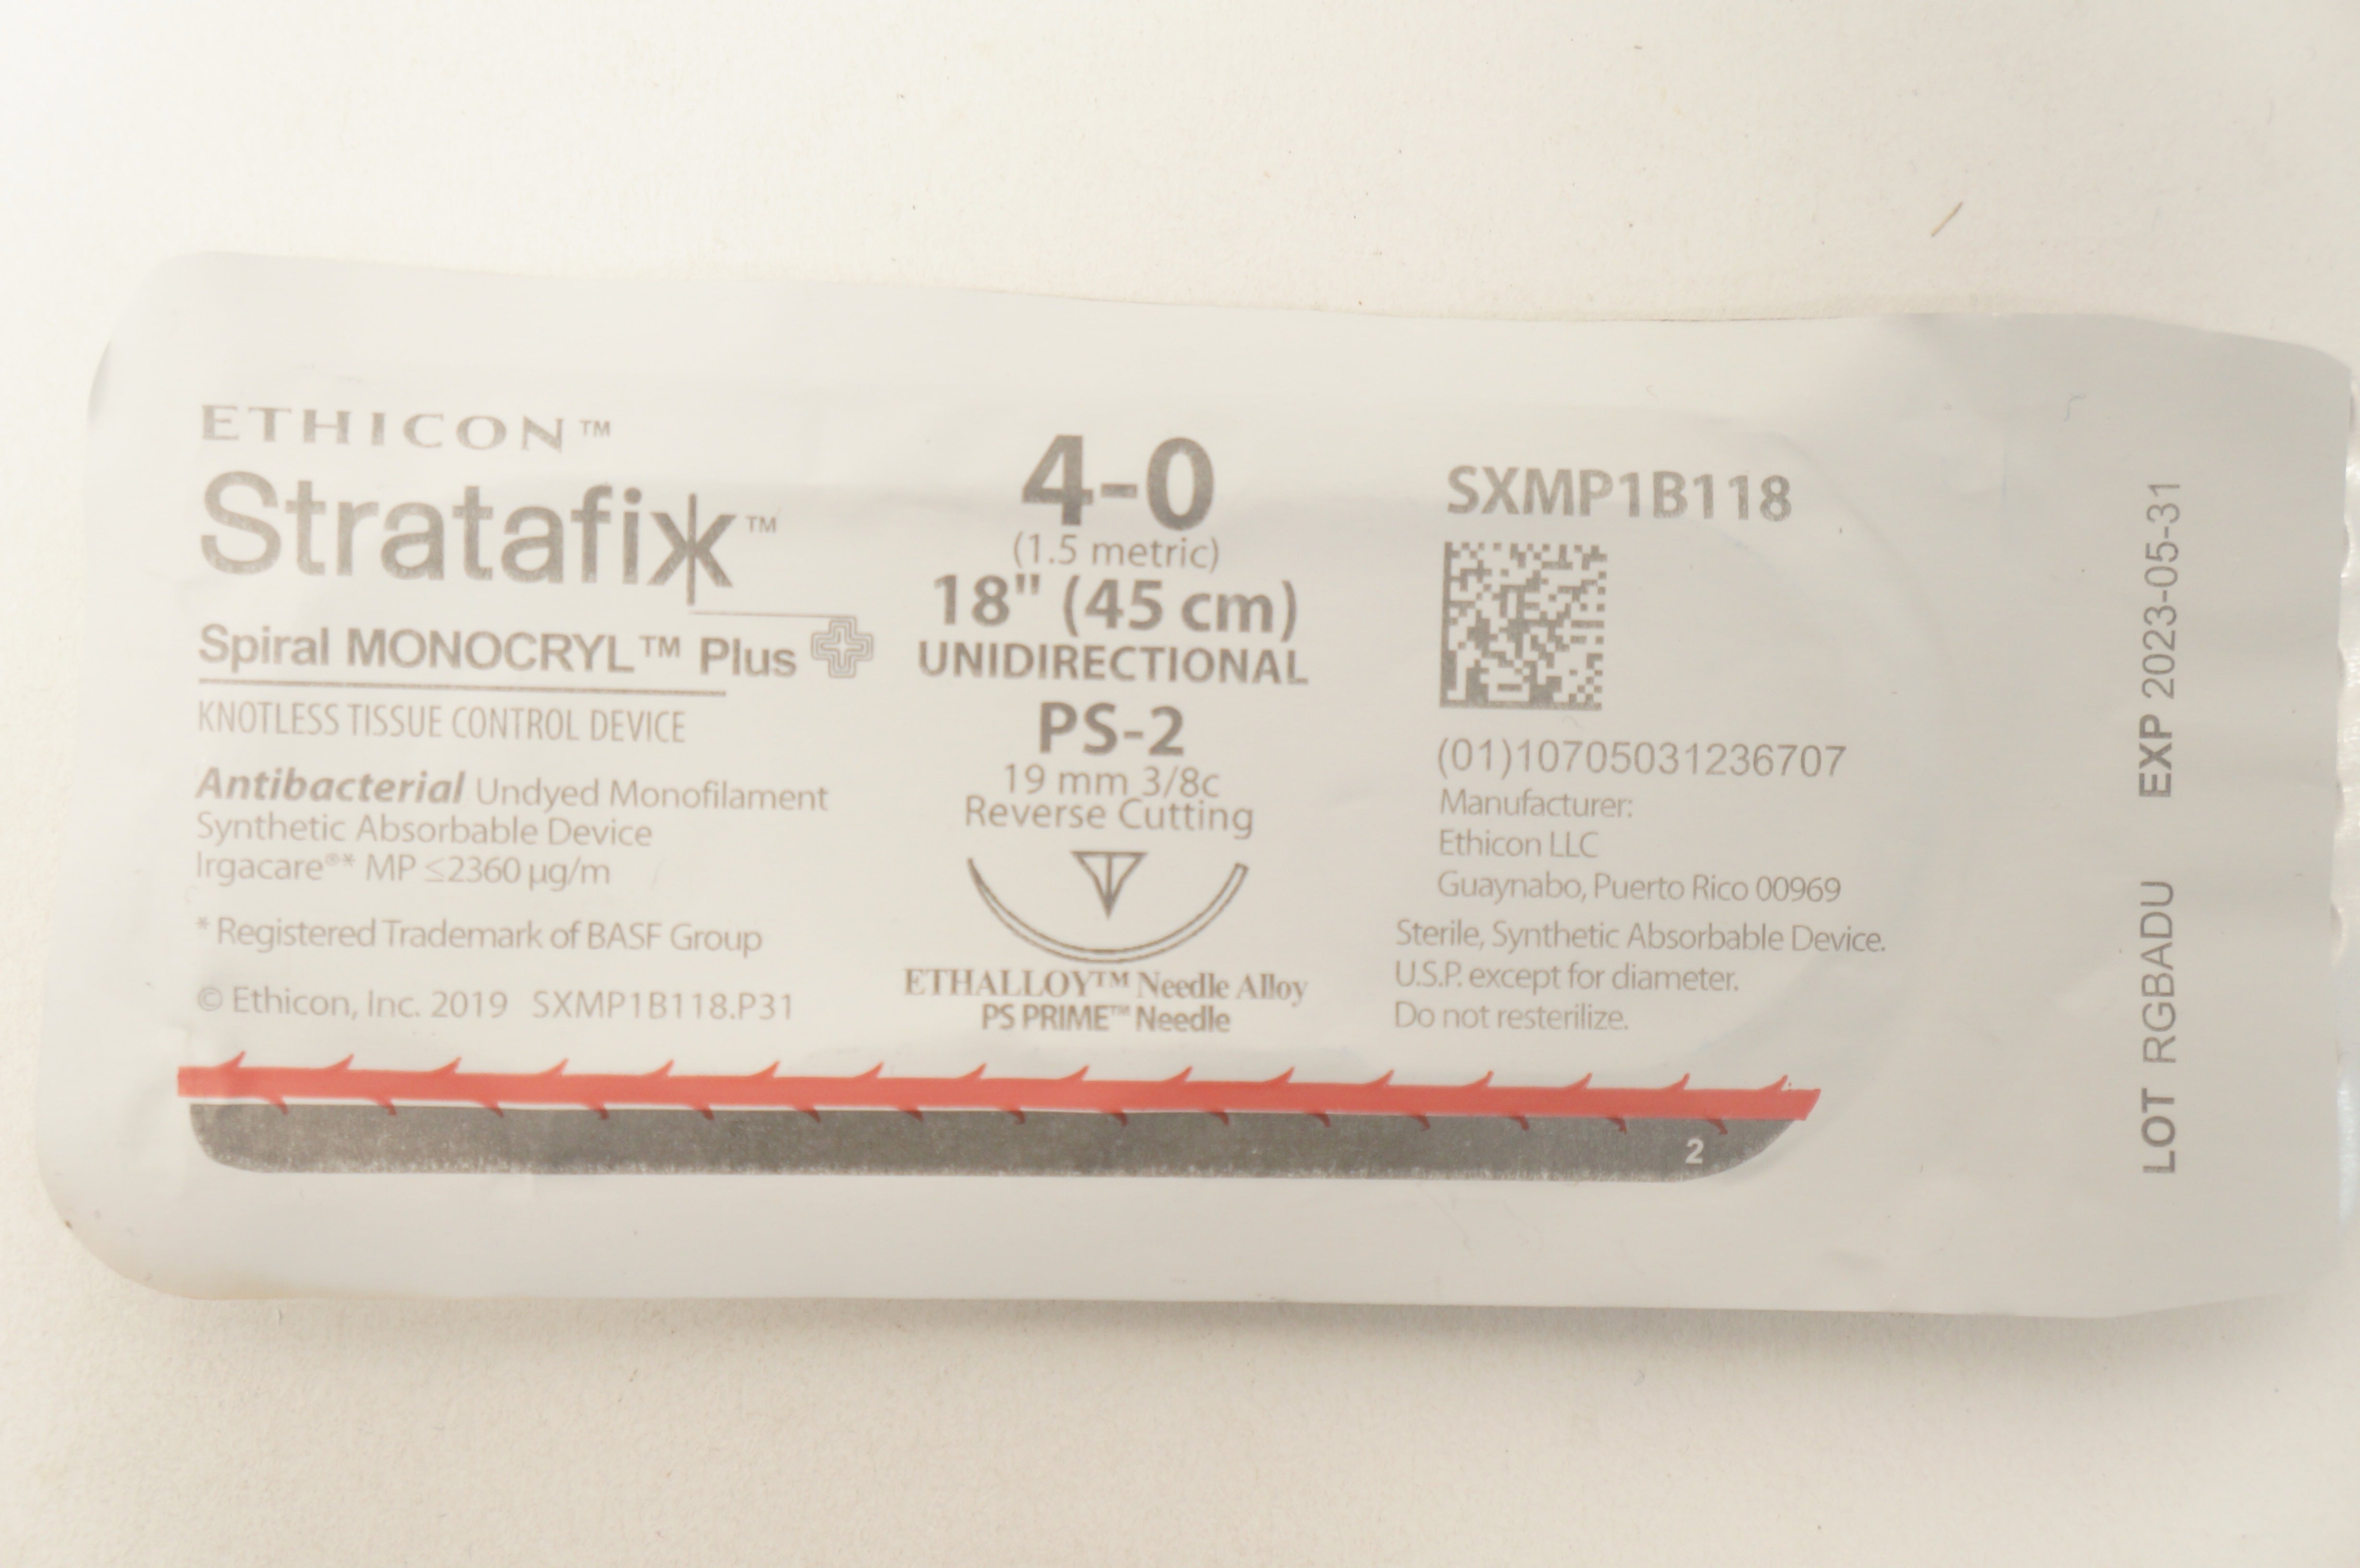 ETHICON™
Stratafix™
Spiral MONOCRYL™ Plus
KNOTLESS TISSUE CONTROL DEVICE
Antibacterial Undyed Monofilament
Synthetic Absorbable Device
Irgacare®* MP ≤2360 µg/m
* Registered Trademark of BASF Group
© Ethicon, Inc. 2019 SXMP1B118.P31
4-0
(1.5 metric)
18" (45 cm)
UNIDIRECTIONAL
PS-2
19 mm 3/8c
Reverse Cutting
ETHALLOY™ Needle Alloy
PS PRIME™ Needle
SXMP1B118
(01)10705031236707
Manufacturer:
Ethicon LLC
Guaynabo, Puerto Rico 00969
Sterile, Synthetic Absorbable Device.
U.S.P. except for diameter.
Do not resterilize.
2
LOT RGBADU EXP 2023-05-31